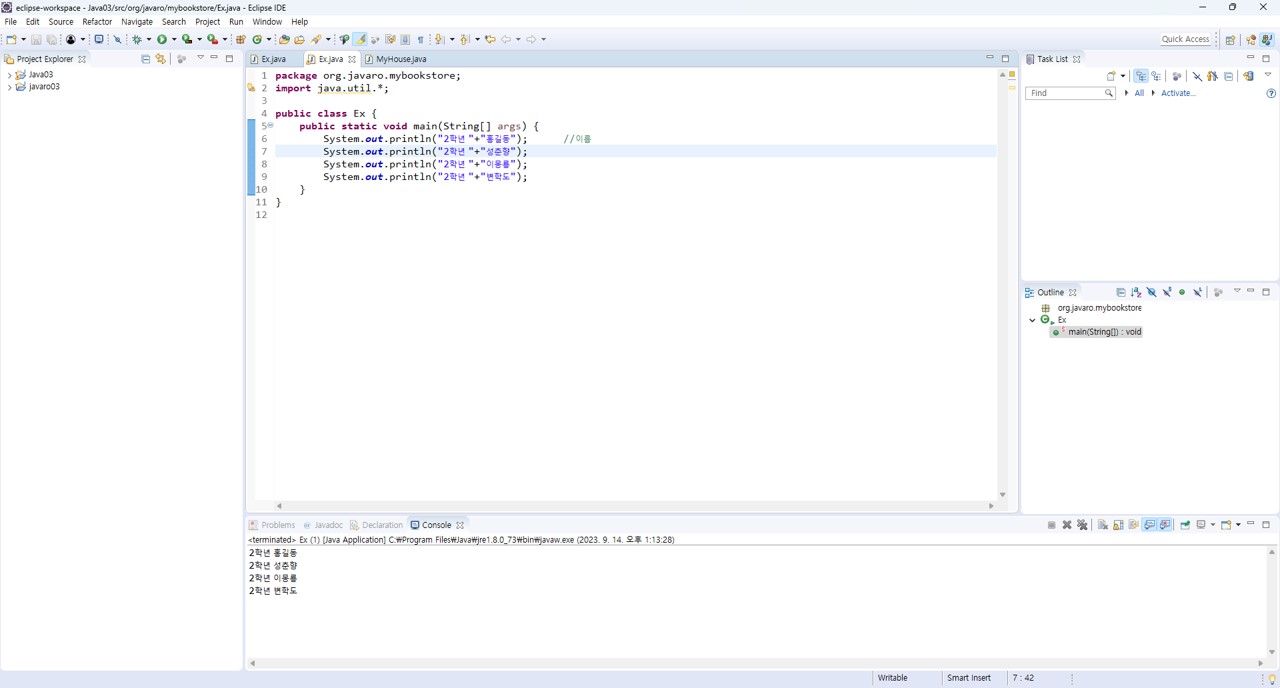 eclipse-workspace - Java03/src/org/javaro/mybookstore/Ex.java - Eclipse IDE
File Edit Source Refactor Navigate Search Project Run Window Help
Quick Access
Project Explorer
Java03
javaro03
Ex.java Ex.java MyHouse.java
1 package org.javaro.mybookstore;
2 import java.util.*;
3
4 public class Ex {
5 public static void main(String[] args) {
6 System.out.println("2학년 "+"홍길동"); //이름
7 System.out.println("2학년 "+"성춘향");
8 System.out.println("2학년 "+"이몽룡");
9 System.out.println("2학년 "+"변학도");
10 }
11 }
12
Task List
Find All Activate...
Outline
org.javaro.mybookstore
Ex
main(String[]) : void
Problems Javadoc Declaration Console
<terminated> Ex (1) [Java Application] C:₩Program Files₩Java₩jre1.8.0_73₩bin₩javaw.exe (2023. 9. 14. 오후 1:13:28)
2학년 홍길동
2학년 성춘향
2학년 이몽룡
2학년 변학도
Writable Smart Insert 7 : 42